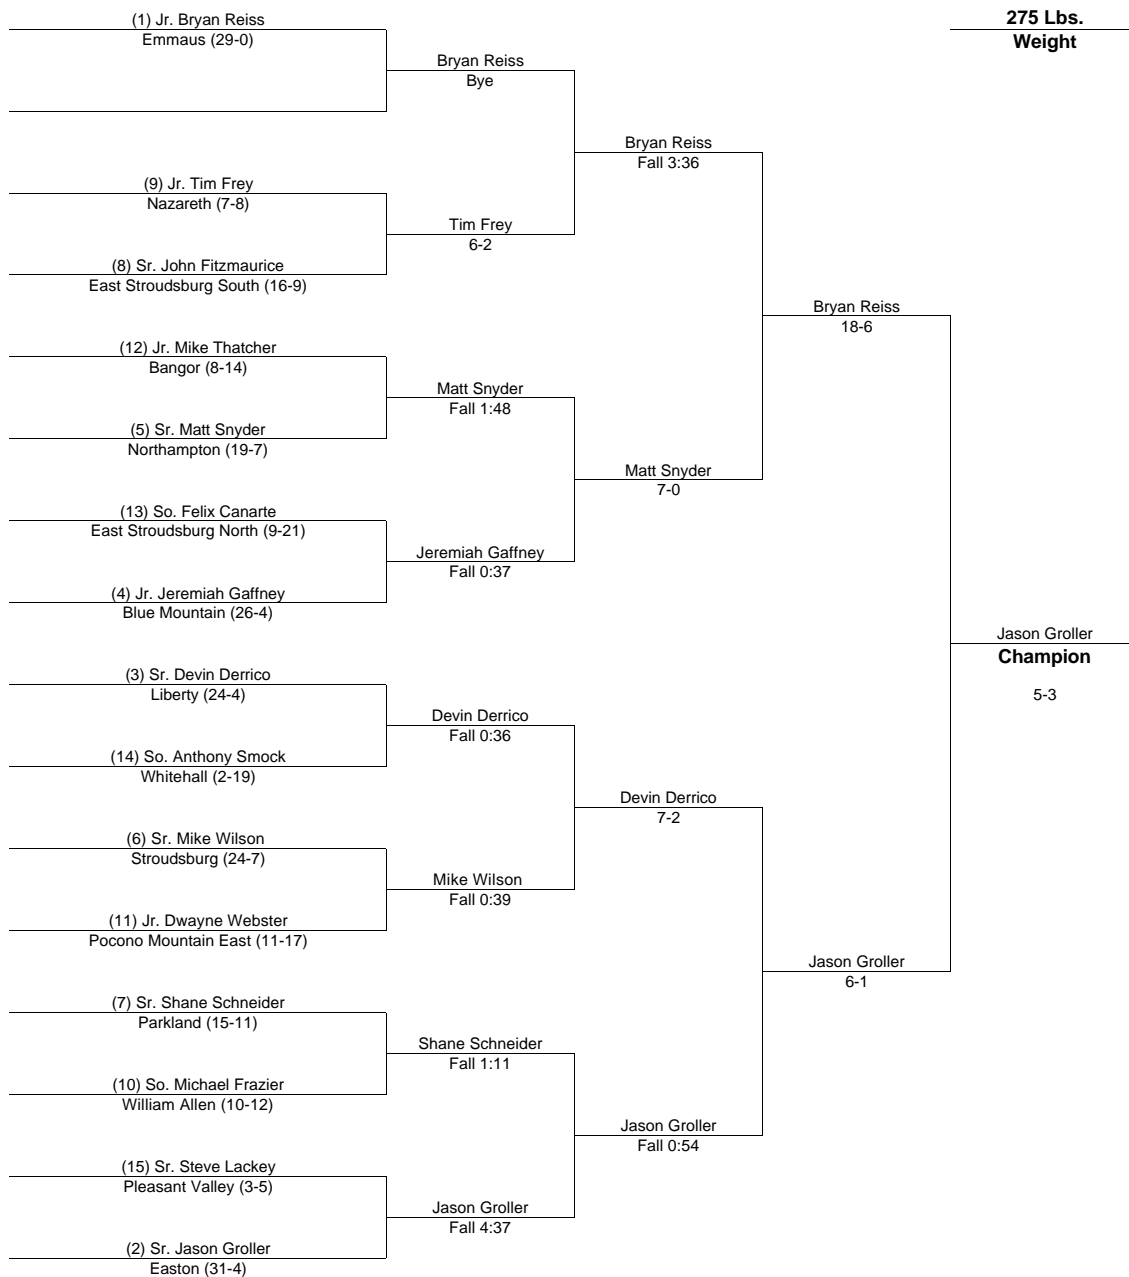 (1) Jr. Bryan Reiss
Emmaus (29-0)
(9) Jr. Tim Frey
Nazareth (7-8)
(8) Sr. John Fitzmaurice
East Stroudsburg South (16-9)
(12) Jr. Mike Thatcher
Bangor (8-14)
(5) Sr. Matt Snyder
Northampton (19-7)
(13) So. Felix Canarte
East Stroudsburg North (9-21)
(4) Jr. Jeremiah Gaffney
Blue Mountain (26-4)
(3) Sr. Devin Derrico
Liberty (24-4)
(14) So. Anthony Smock
Whitehall (2-19)
(6) Sr. Mike Wilson
Stroudsburg (24-7)
(11) Jr. Dwayne Webster
Pocono Mountain East (11-17)
(7) Sr. Shane Schneider
Parkland (15-11)
(10) So. Michael Frazier
William Allen (10-12)
(15) Sr. Steve Lackey
Pleasant Valley (3-5)
(2) Sr. Jason Groller
Easton (31-4)
Bryan Reiss
Bye
Tim Frey
6-2
Matt Snyder
Fall 1:48
Jeremiah Gaffney
Fall 0:37
Devin Derrico
Fall 0:36
Mike Wilson
Fall 0:39
Shane Schneider
Fall 1:11
Jason Groller
Fall 4:37
Bryan Reiss
Fall 3:36
Matt Snyder
7-0
Devin Derrico
7-2
Jason Groller
Fall 0:54
Bryan Reiss
18-6
Jason Groller
6-1
275 Lbs.
Weight
Jason Groller
Champion
5-3